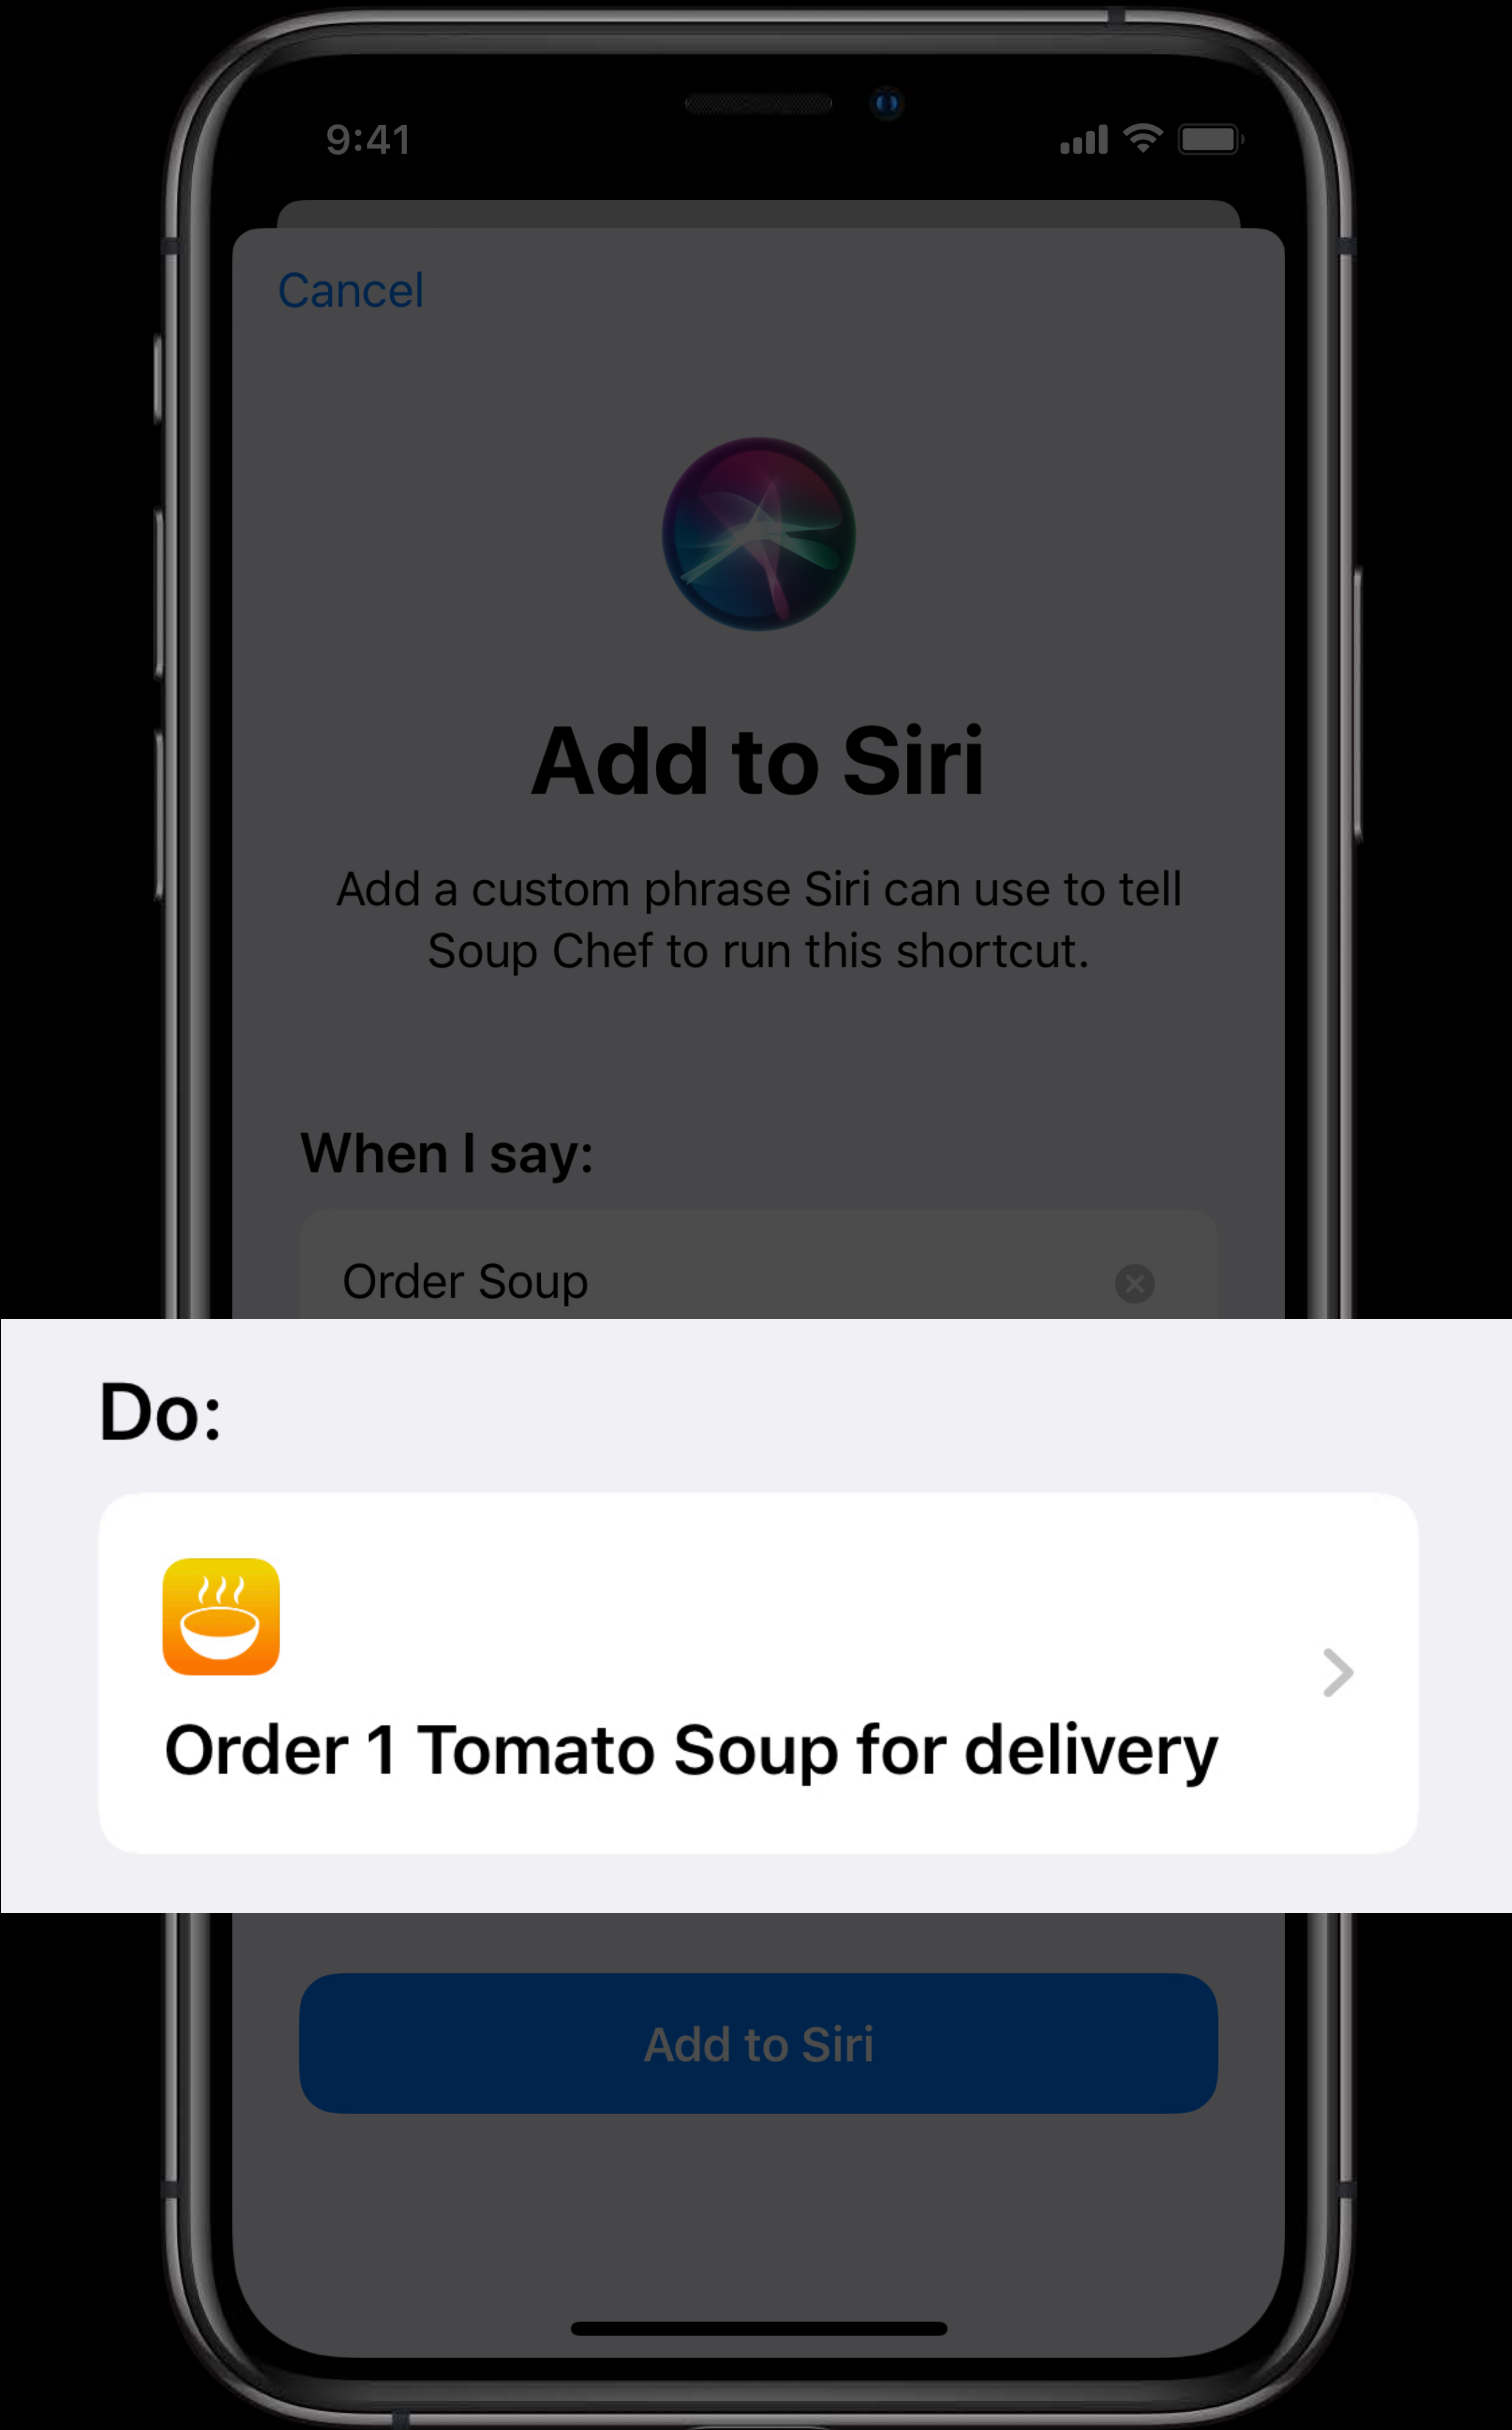 9:41
Cancel
Add to Siri
Add a custom phrase Siri can use to tell
Soup Chef to run this shortcut.
When I say:
Order Soup
Do:
Order 1 Tomato Soup for delivery
Add to Siri